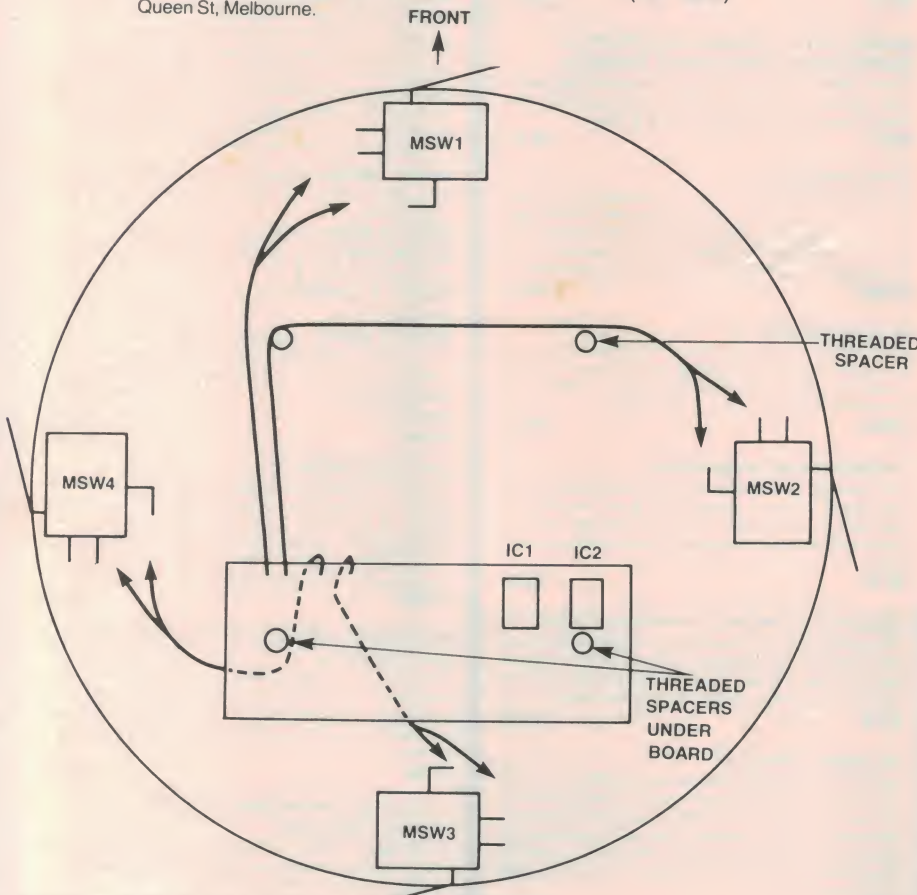 Queen St, Melbourne.
FRONT
MSW1
THREADED
SPACER
MSW4
MSW2
IC1 IC2
THREADED
SPACERS
UNDER
BOARD
MSW3